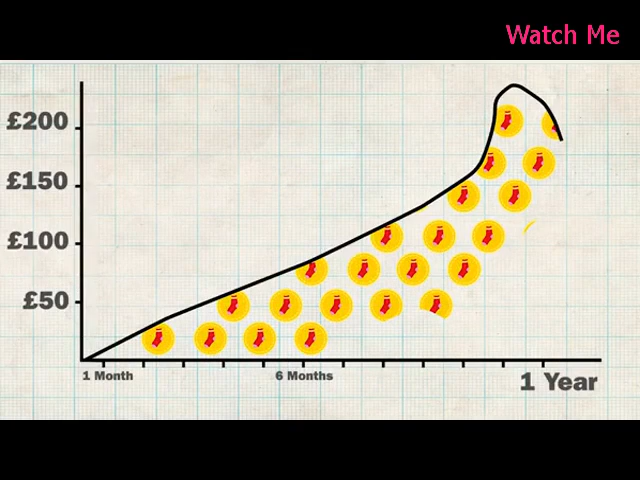 Watch Me
£200
£150
£100
£50
1 Month
6 Months
1 Year